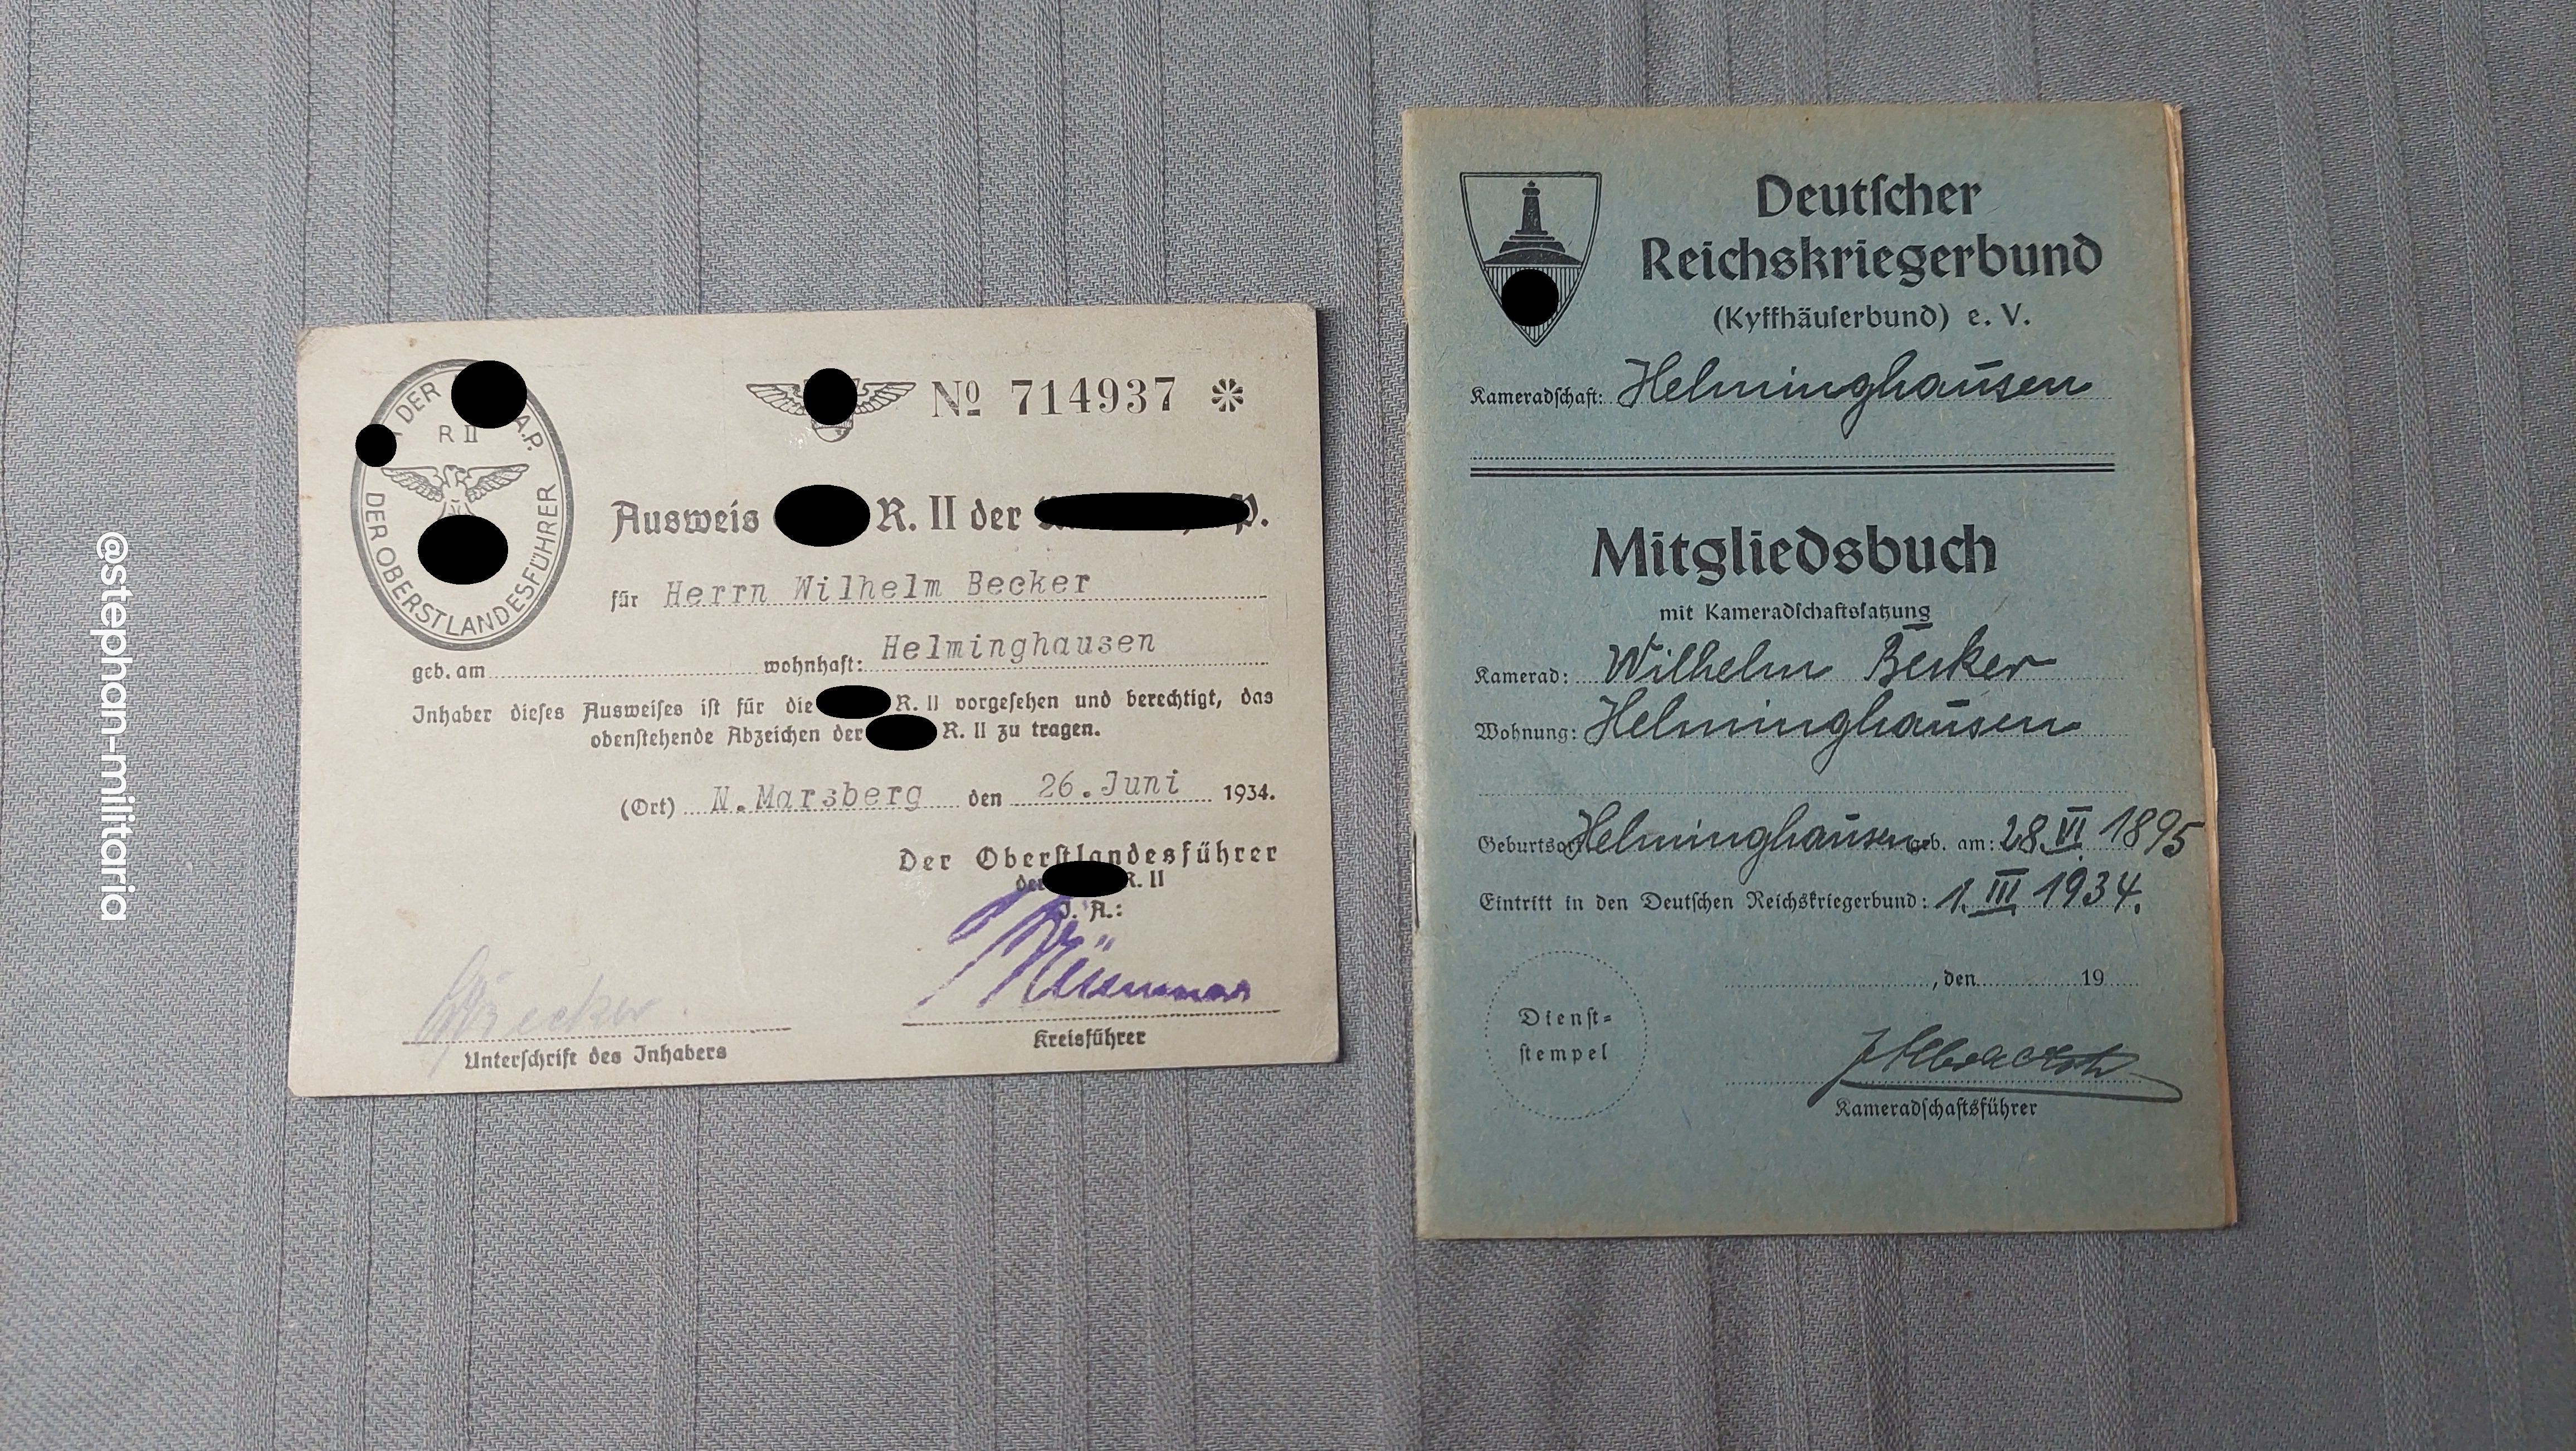 @stephan-militaria
DER A.P.
R II
DER OBERSTLANDESFÜHRER
Nº 714937 *
Ausweis R. II der P.
für Herrn Wilhelm Becker
geb. am wohnhaft: Helminghausen
Inhaber dieſes Ausweiſes iſt für die R. II vorgeſehen und berechtigt, das
obenſtehende Abzeichen der R. II zu tragen.
(Ort) N.Marsberg den 26.Juni 1934.
Der Oberſtlandesführer
der R. II
J. A.:
Becker
Unterſchrift des Inhabers
Kreisführer
Deutſcher
Reichskriegerbund
(Kyffhäuſerbund) e. V.
Kameradſchaft: Helminghausen
Mitgliedsbuch
mit Kameradſchaftsſatzung
Kamerad: Wilhelm Becker
Wohnung: Helminghausen
Geburtsort Helminghausen geb. am: 28. VI. 1895
Eintritt in den Deutſchen Reichskriegerbund: 1. III 1934.
, den 19
Dienſt=
ſtempel
Kameradſchaftsführer